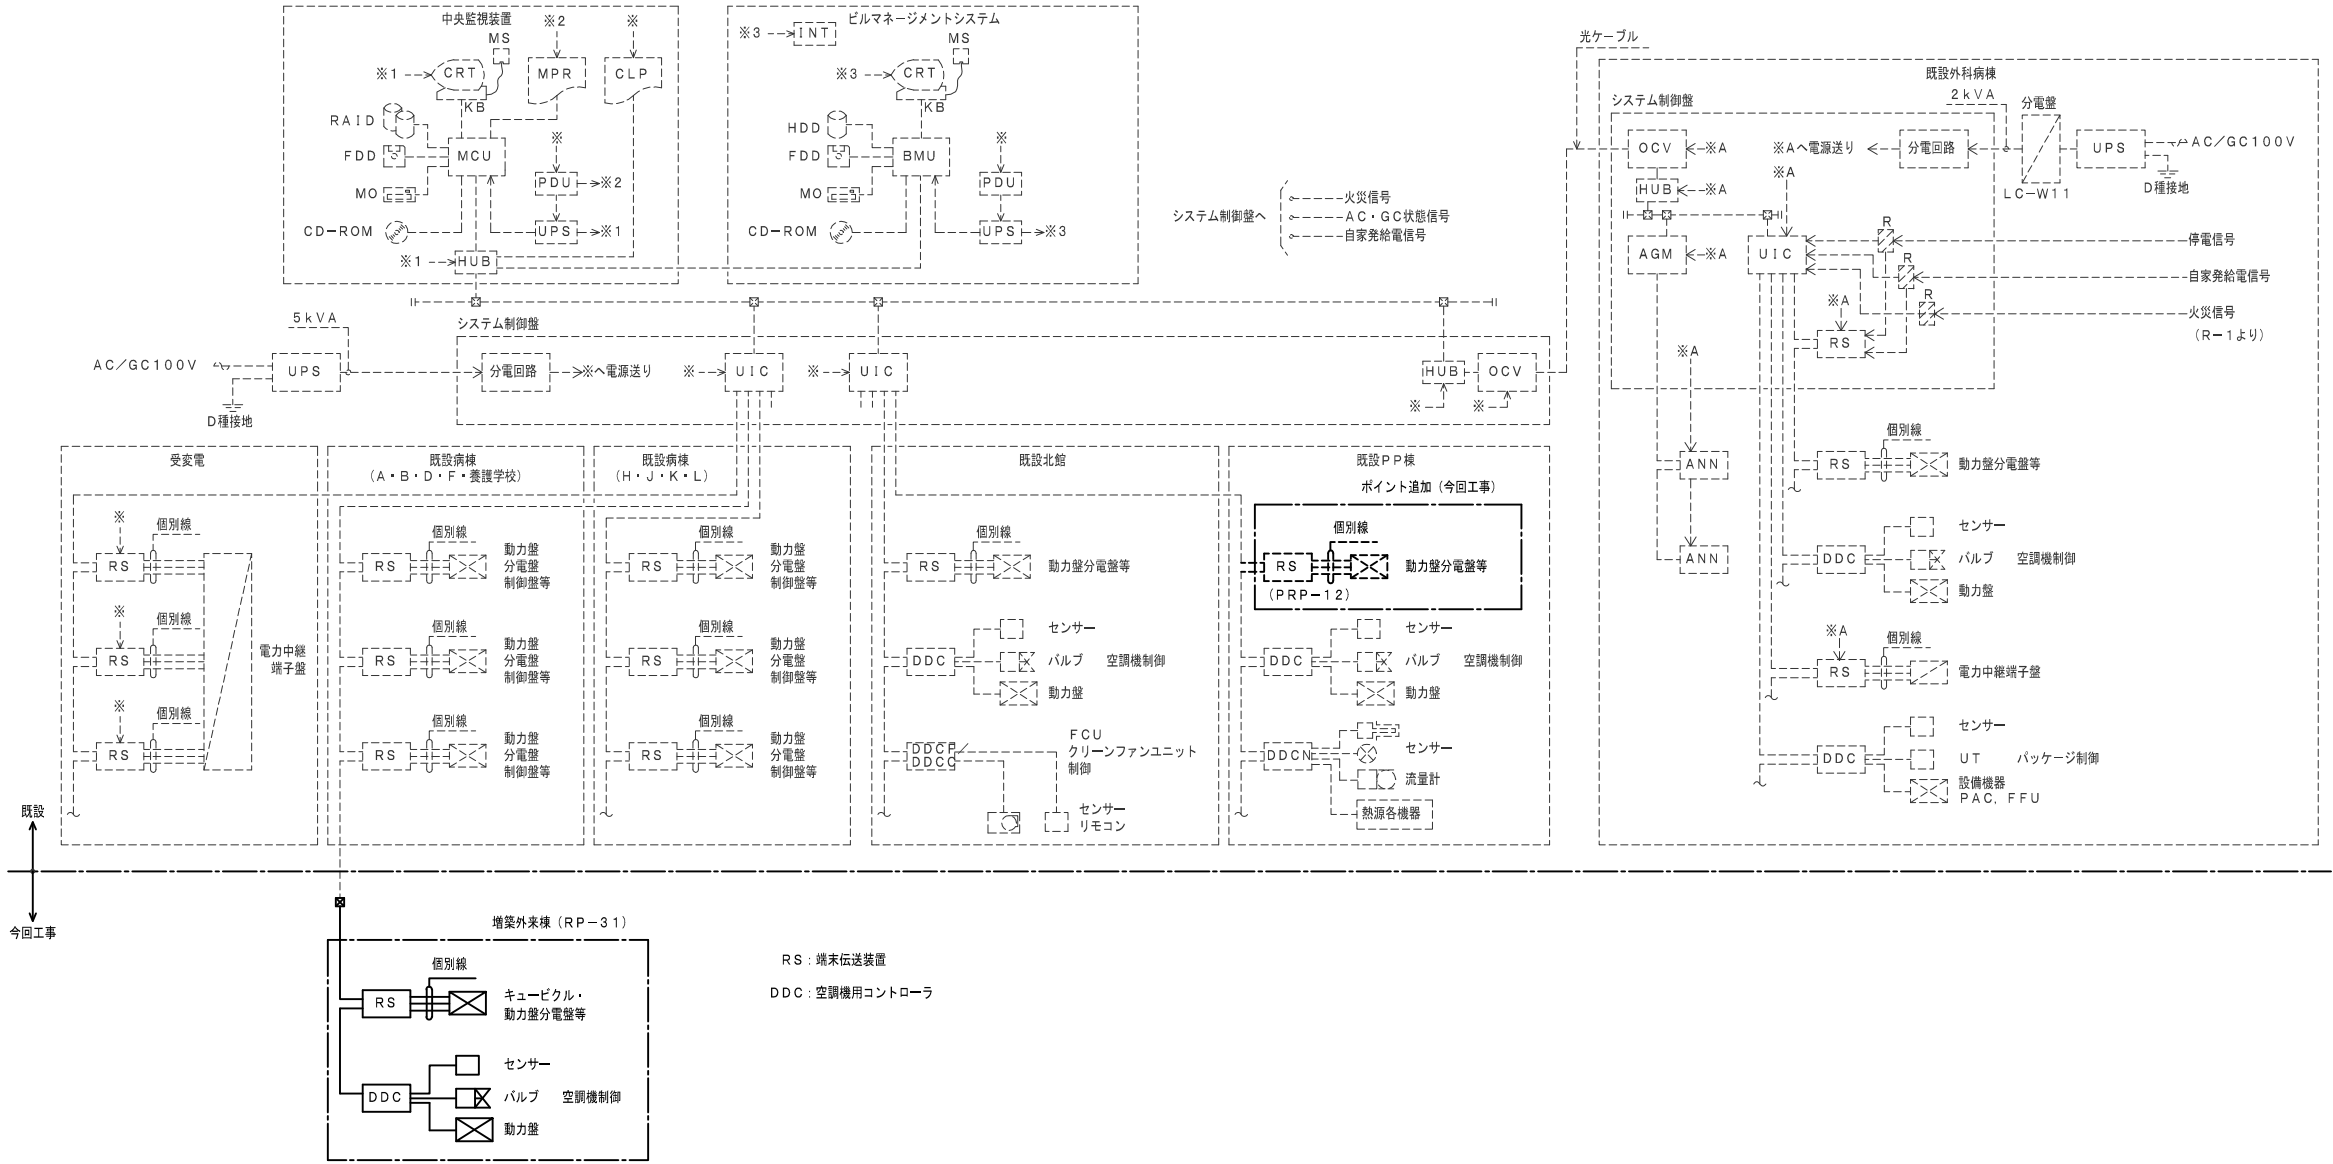 中央監視装置
※2
※
MS
※1
CRT
MPR
CLP
KB
RAID
FDD
MCU
MO
※
PDU
※2
CD-ROM
UPS
※1
※1
HUB
ビルマネージメントシステム
※3
INT
MS
※3
CRT
KB
HDD
FDD
BMU
MO
※
PDU
CD-ROM
UPS
※3
システム制御盤へ
火災信号
AC・GC状態信号
自家発給電信号
光ケーブル
既設外科病棟
システム制御盤
2kVA
分電盤
OCV
※A
※Aへ電源送り
分電回路
UPS
AC/GC100V
D種接地
LC-W11
HUB
※A
※A
AGM
※A
UIC
R
停電信号
R
自家発給電信号
※A
R
火災信号
(R-1より)
RS
※A
5kVA
システム制御盤
AC/GC100V
UPS
分電回路
※へ電源送り
※
UIC
※
UIC
HUB
OCV
※
※
D種接地
受変電
※
個別線
RS
※
個別線
RS
電力中継
端子盤
※
個別線
RS
既設病棟
(A・B・D・F・養護学校)
個別線
RS
動力盤
分電盤
制御盤等
個別線
RS
動力盤
分電盤
制御盤等
個別線
RS
動力盤
分電盤
制御盤等
既設病棟
(H・J・K・L)
個別線
RS
動力盤
分電盤
制御盤等
個別線
RS
動力盤
分電盤
制御盤等
個別線
RS
動力盤
分電盤
制御盤等
既設北館
個別線
RS
動力盤分電盤等
センサー
DDC
バルブ 空調機制御
動力盤
DDCF
DDCC
FCU
クリーンファンユニット
制御
センサー
リモコン
既設PP棟
ポイント追加(今回工事)
個別線
RS
動力盤分電盤等
(PRP-12)
センサー
DDC
バルブ 空調機制御
動力盤
DDCN
センサー
流量計
熱源各機器
ANN
ANN
個別線
RS
動力盤分電盤等
センサー
DDC
バルブ 空調機制御
動力盤
※A
個別線
RS
電力中継端子盤
センサー
DDC
UT パッケージ制御
設備機器
PAC, FFU
既設
今回工事
増築外来棟(RP-31)
個別線
RS
キュービクル・
動力盤分電盤等
センサー
DDC
バルブ 空調機制御
動力盤
RS:端末伝送装置
DDC:空調機用コントローラ